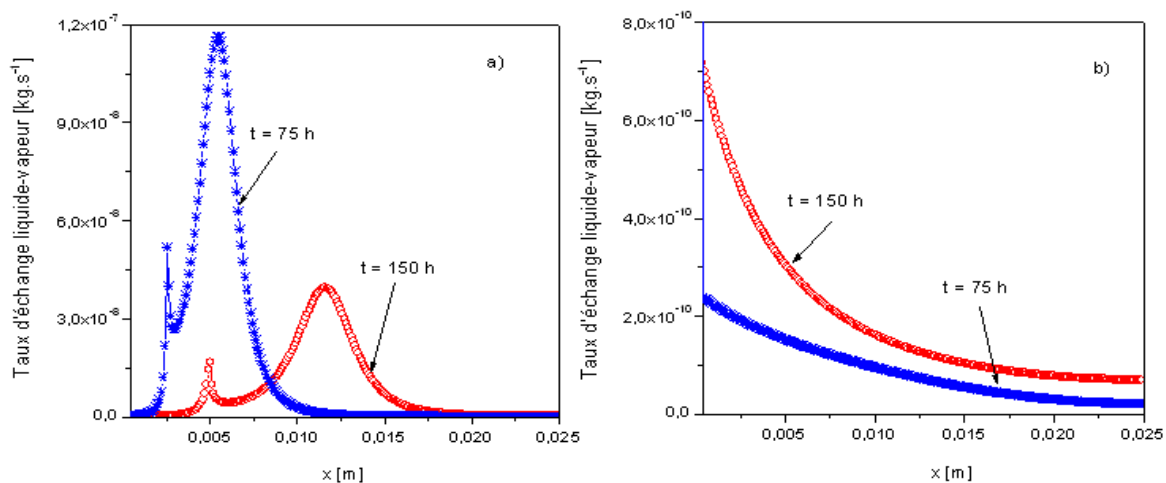 Taux d'échange liquide-vapeur [kg.s⁻¹]
1,2x10⁻⁷
9,0x10⁻⁸
6,0x10⁻⁸
3,0x10⁻⁸
0,0
a)
t = 75 h
t = 150 h
0,005 0,010 0,015 0,020 0,025
x [m]
Taux d'échange liquide-vapeur [kg.s⁻¹]
8,0x10⁻¹⁰
6,0x10⁻¹⁰
4,0x10⁻¹⁰
2,0x10⁻¹⁰
0,0
b)
t = 150 h
t = 75 h
0,005 0,010 0,015 0,020 0,025
x [m]